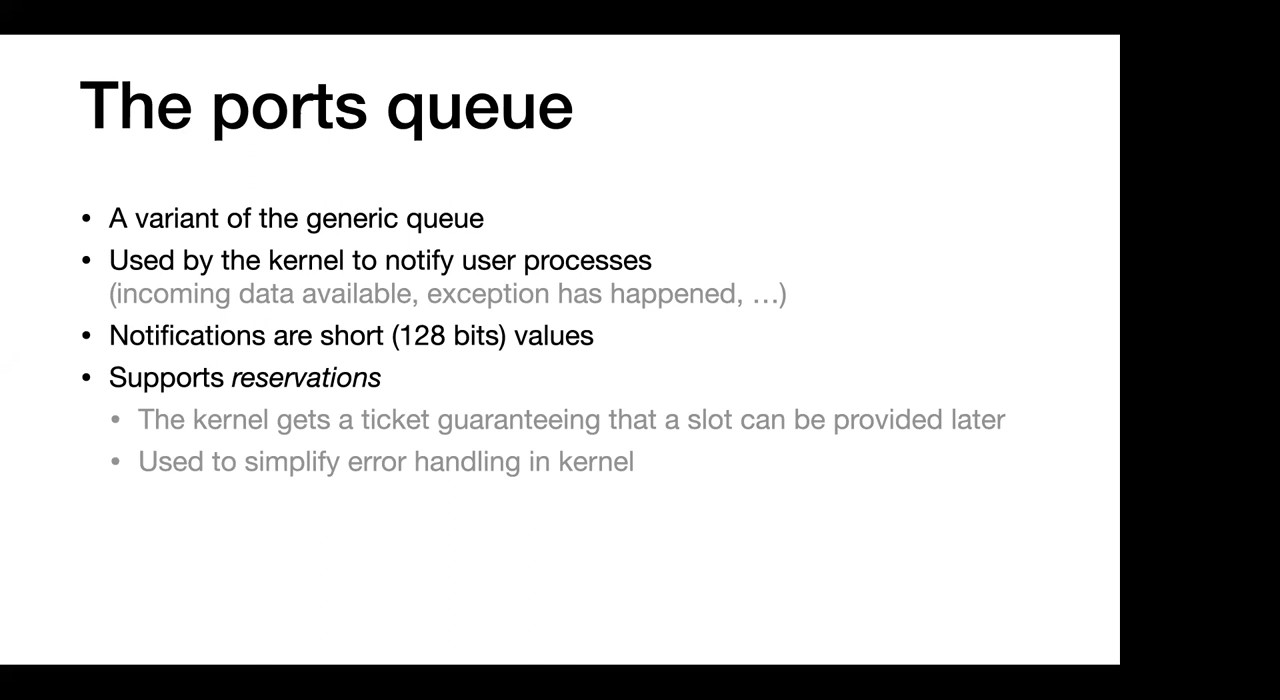 The ports queue
• A variant of the generic queue
• Used by the kernel to notify user processes
(incoming data available, exception has happened, …)
• Notifications are short (128 bits) values
• Supports reservations
• The kernel gets a ticket guaranteeing that a slot can be provided later
• Used to simplify error handling in kernel